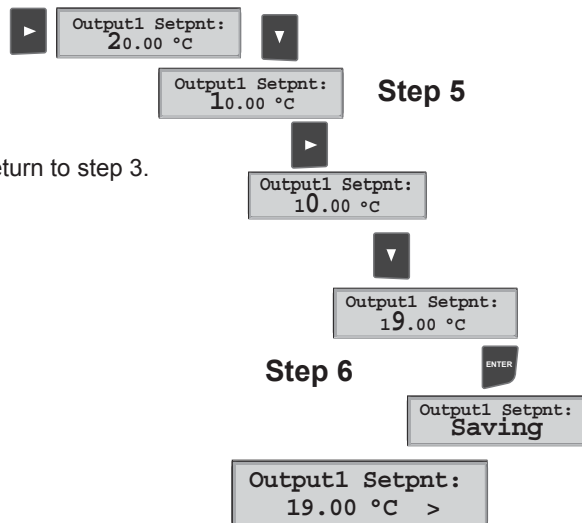 Output1 Setpnt:
20.00 °C
Output1 Setpnt:
10.00 °C
Step 5
return to step 3.
Output1 Setpnt:
10.00 °C
Output1 Setpnt:
19.00 °C
Step 6
ENTER
Output1 Setpnt:
Saving
Output1 Setpnt:
19.00 °C >